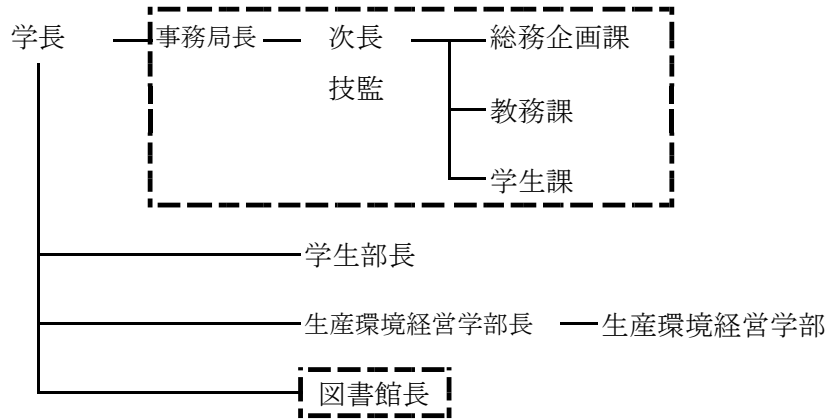 学長 事務局長 次長 総務企画課
技監
教務課
学生課
学生部長
生産環境経営学部長 生産環境経営学部
図書館長